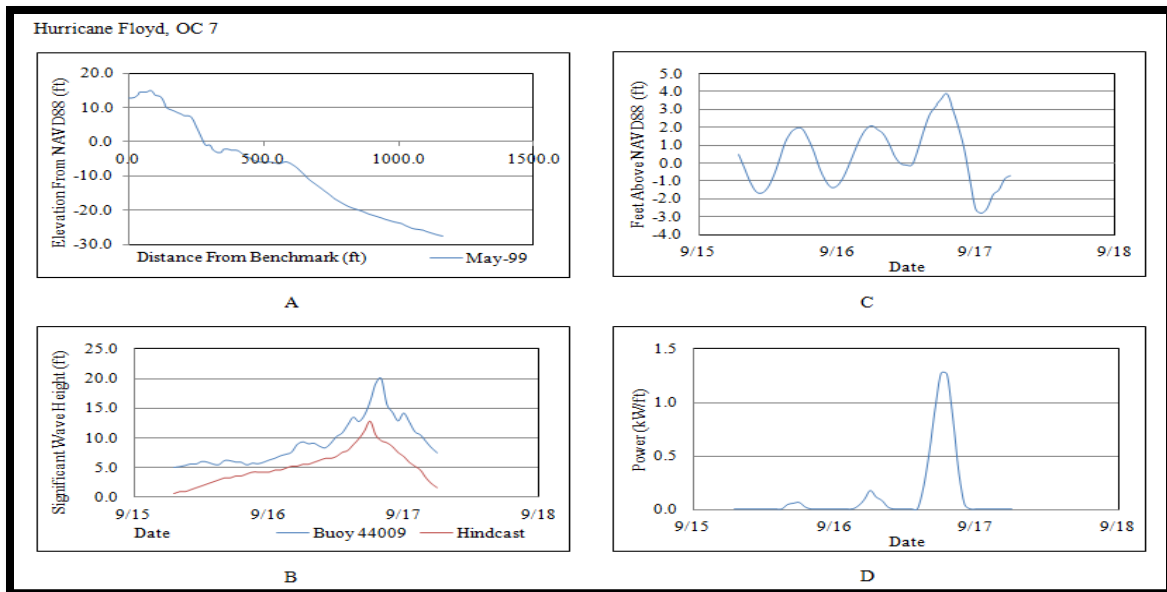 Hurricane Floyd, OC 7
Elevation From NAVD88 (ft)
20.0
10.0
0.0
-10.0
-20.0
-30.0
0.0
500.0
1000.0
1500.0
Distance From Benchmark (ft)
May-99
A
Feet Above NAVD88 (ft)
5.0
4.0
3.0
2.0
1.0
0.0
-1.0
-2.0
-3.0
-4.0
9/15
9/16
9/17
9/18
Date
C
Significant Wave Height (ft)
25.0
20.0
15.0
10.0
5.0
0.0
9/15
9/16
9/17
9/18
Date
Buoy 44009
Hindcast
B
Power (kW/ft)
1.5
1.0
0.5
0.0
9/15
9/16
9/17
9/18
Date
D